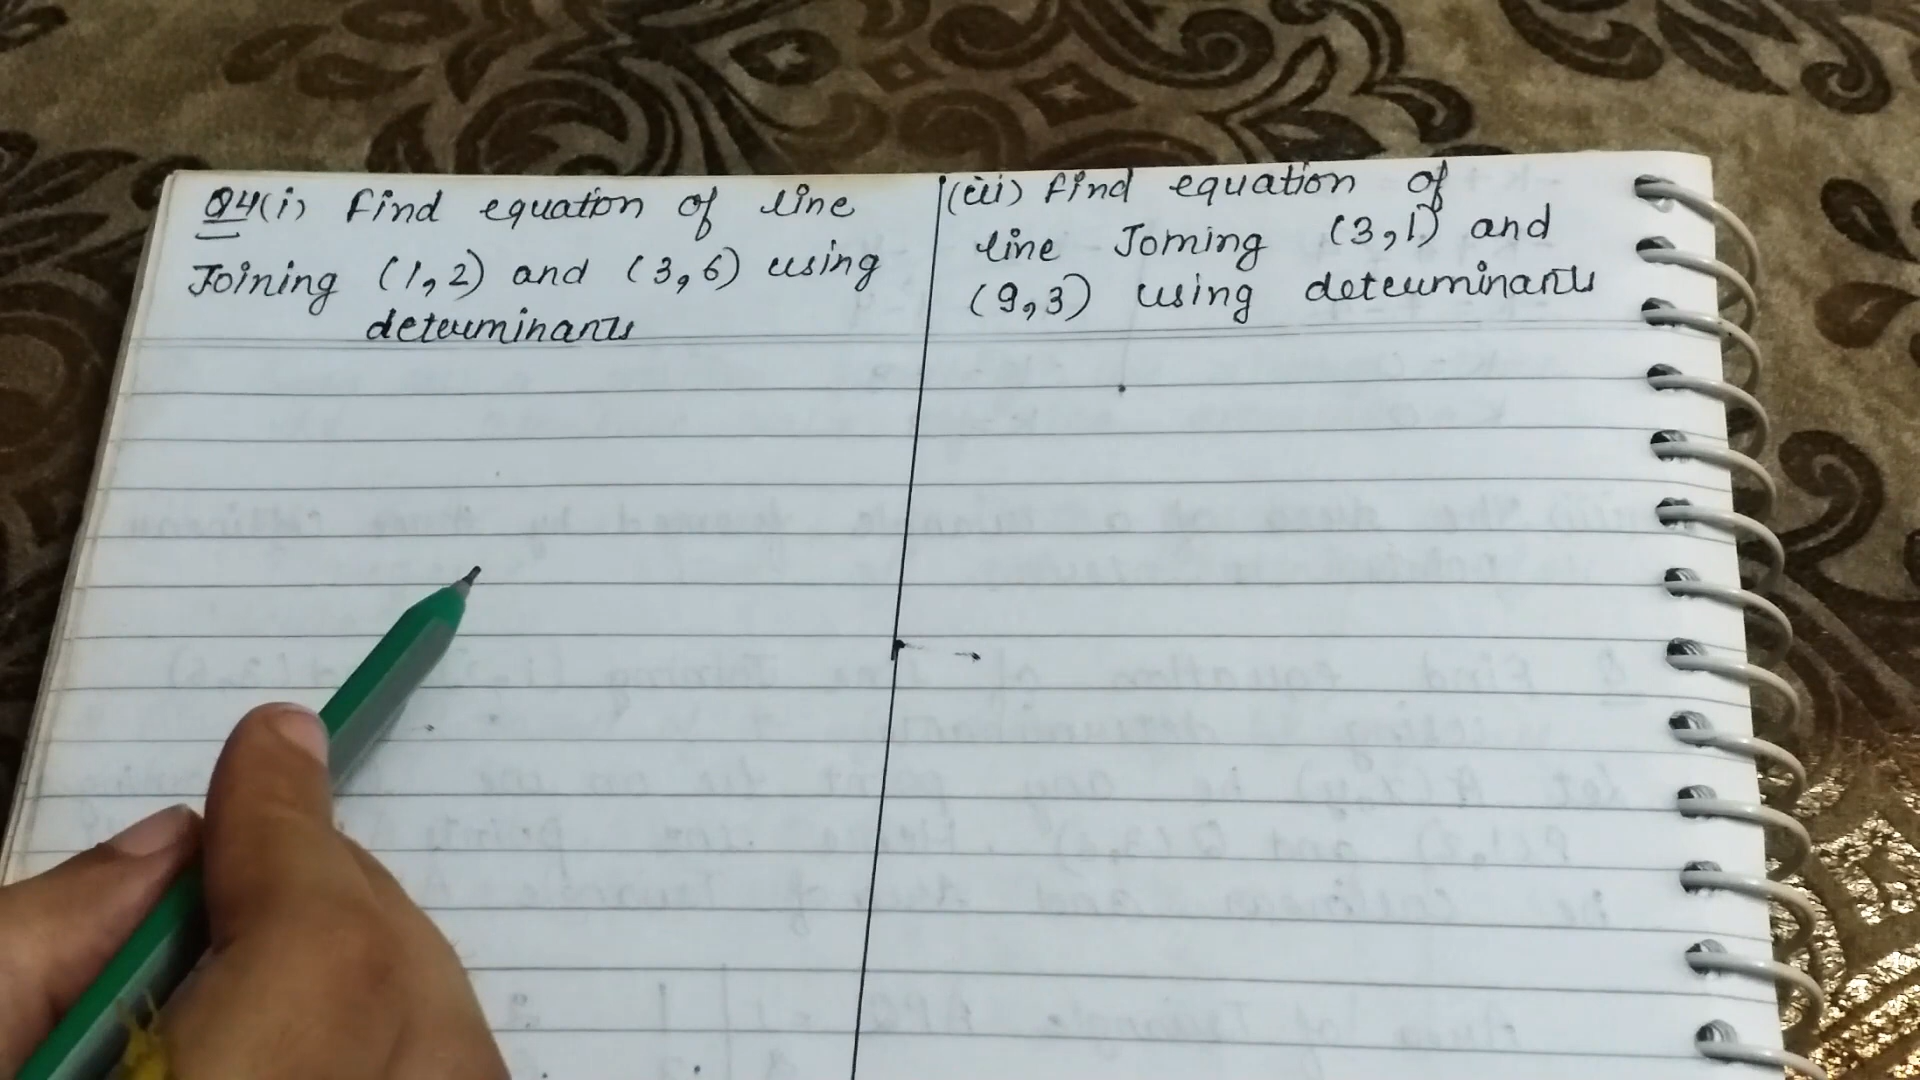 Q4(i) Find equation of line
Joining (1,2) and (3,6) using
determinants
(iii) Find equation of
line Joining (3,1) and
(9,3) using determinants